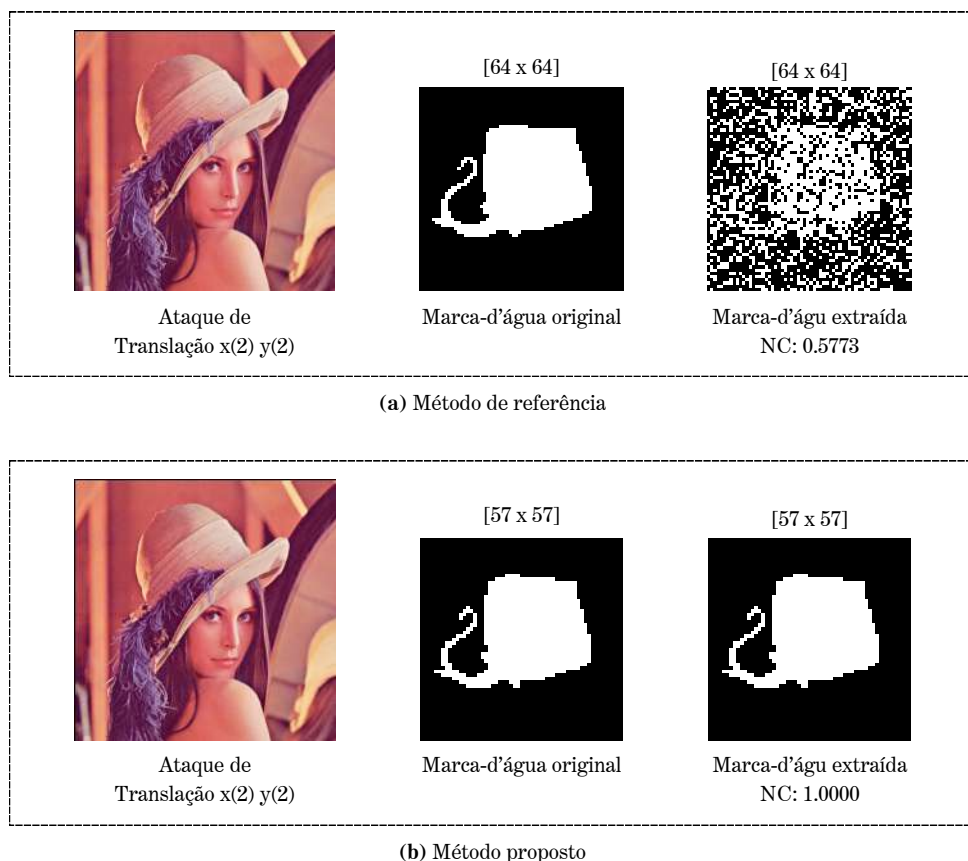 [64 x 64]
[64 x 64]
Ataque de
Translação x(2) y(2)
Marca-d'água original
Marca-d'águ extraída
NC: 0.5773
(a) Método de referência
[57 x 57]
[57 x 57]
Ataque de
Translação x(2) y(2)
Marca-d'água original
Marca-d'águ extraída
NC: 1.0000
(b) Método proposto